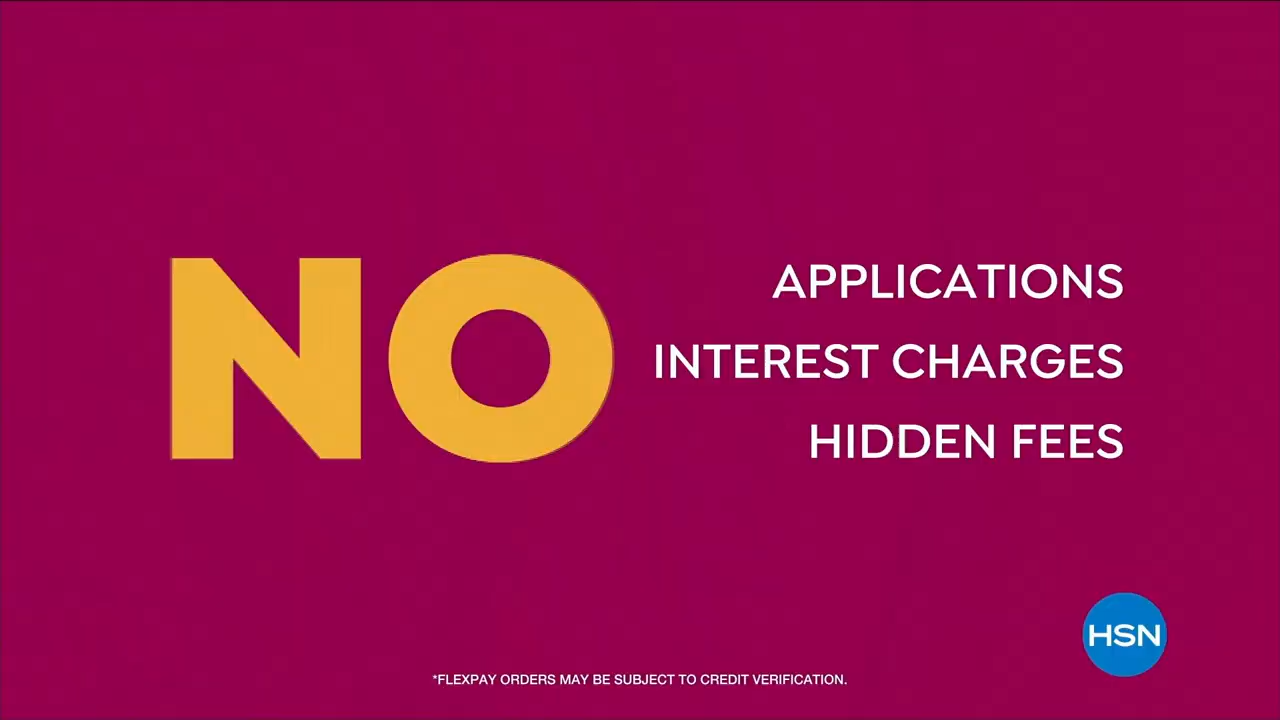 NO
APPLICATIONS
INTEREST CHARGES
HIDDEN FEES
HSN
*FLEXPAY ORDERS MAY BE SUBJECT TO CREDIT VERIFICATION.